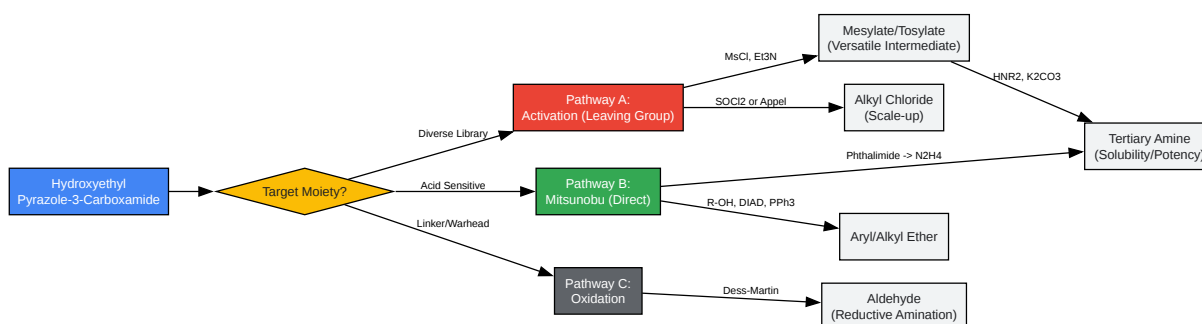 Hydroxyethyl
Pyrazole-3-Carboxamide
Target Moiety?
Diverse Library
Acid Sensitive
Linker/Warhead
Pathway A:
Activation (Leaving Group)
Pathway B:
Mitsunobu (Direct)
Pathway C:
Oxidation
MsCl, Et3N
SOCl2 or Appel
Phthalimide -> N2H4
R-OH, DIAD, PPh3
Dess-Martin
Mesylate/Tosylate
(Versatile Intermediate)
Alkyl Chloride
(Scale-up)
Aryl/Alkyl Ether
Aldehyde
(Reductive Amination)
HNR2, K2CO3
Tertiary Amine
(Solubility/Potency)